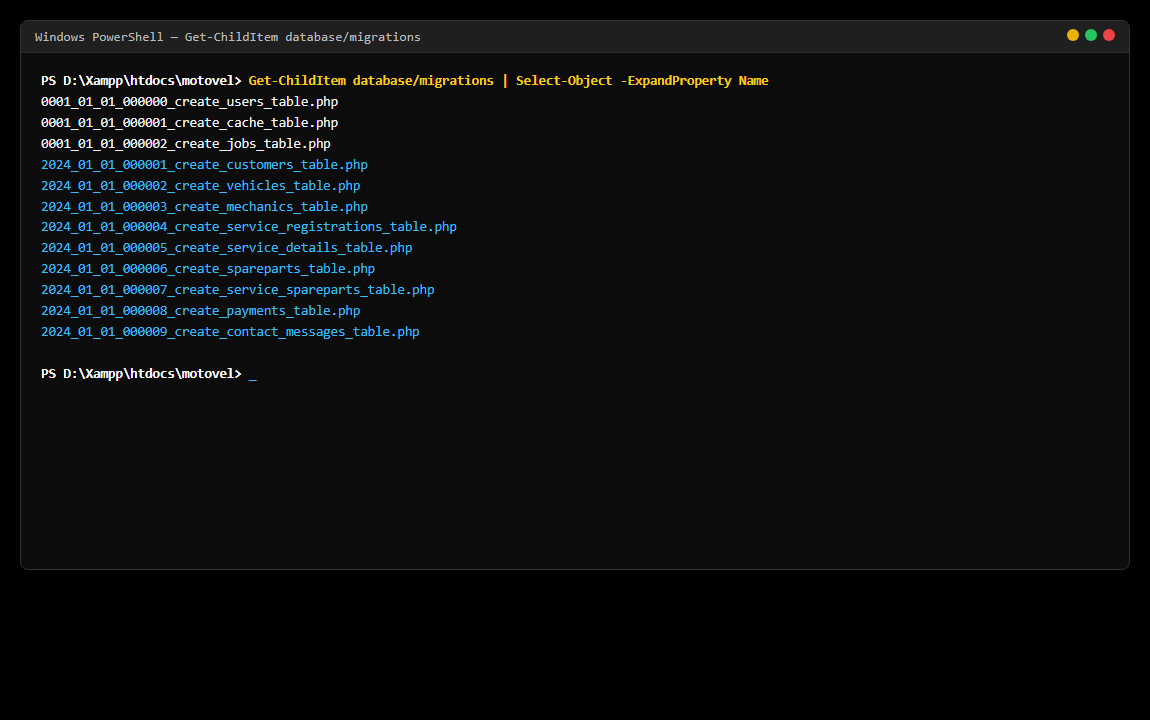 Windows PowerShell — Get-ChildItem database/migrations
PS D:\Xampp\htdocs\motovel> Get-ChildItem database/migrations | Select-Object -ExpandProperty Name
0001_01_01_000000_create_users_table.php
0001_01_01_000001_create_cache_table.php
0001_01_01_000002_create_jobs_table.php
2024_01_01_000001_create_customers_table.php
2024_01_01_000002_create_vehicles_table.php
2024_01_01_000003_create_mechanics_table.php
2024_01_01_000004_create_service_registrations_table.php
2024_01_01_000005_create_service_details_table.php
2024_01_01_000006_create_spareparts_table.php
2024_01_01_000007_create_service_spareparts_table.php
2024_01_01_000008_create_payments_table.php
2024_01_01_000009_create_contact_messages_table.php
PS D:\Xampp\htdocs\motovel> _